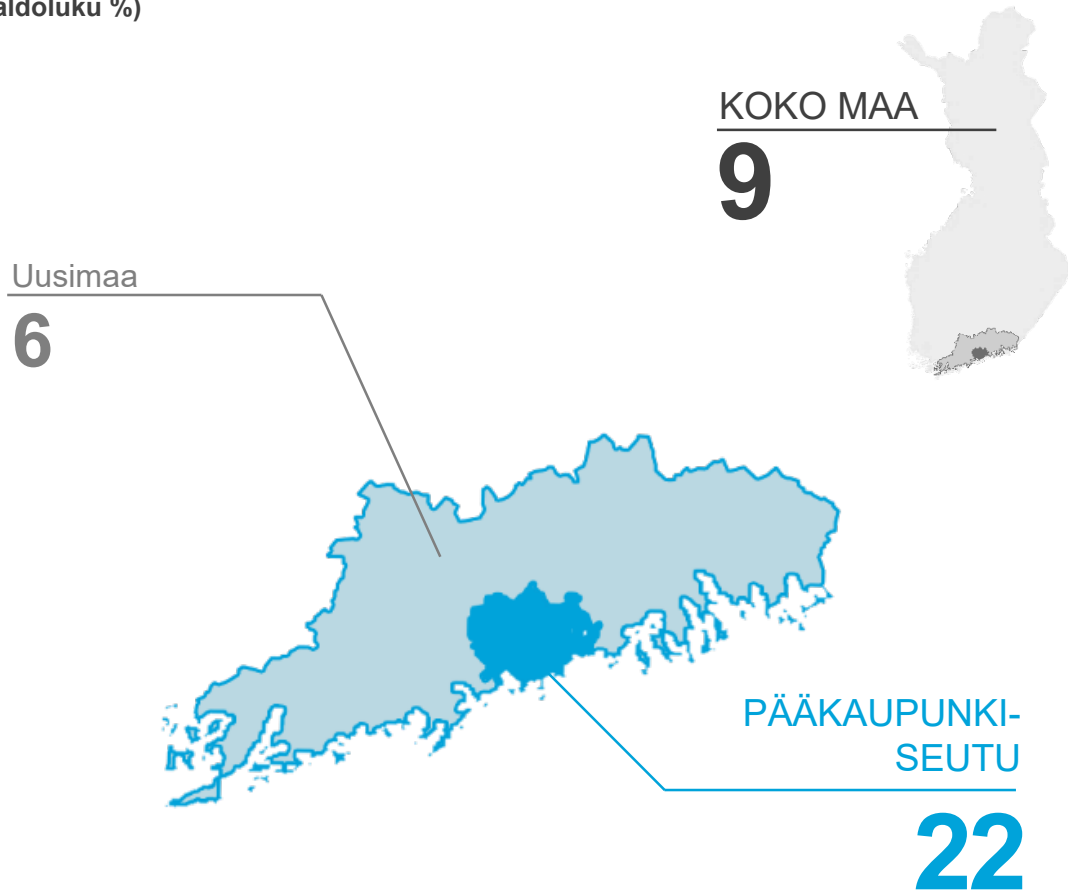 aldoluku %)
KOKO MAA
9
Uusimaa
6
PÄÄKAUPUNKI-
SEUTU
22